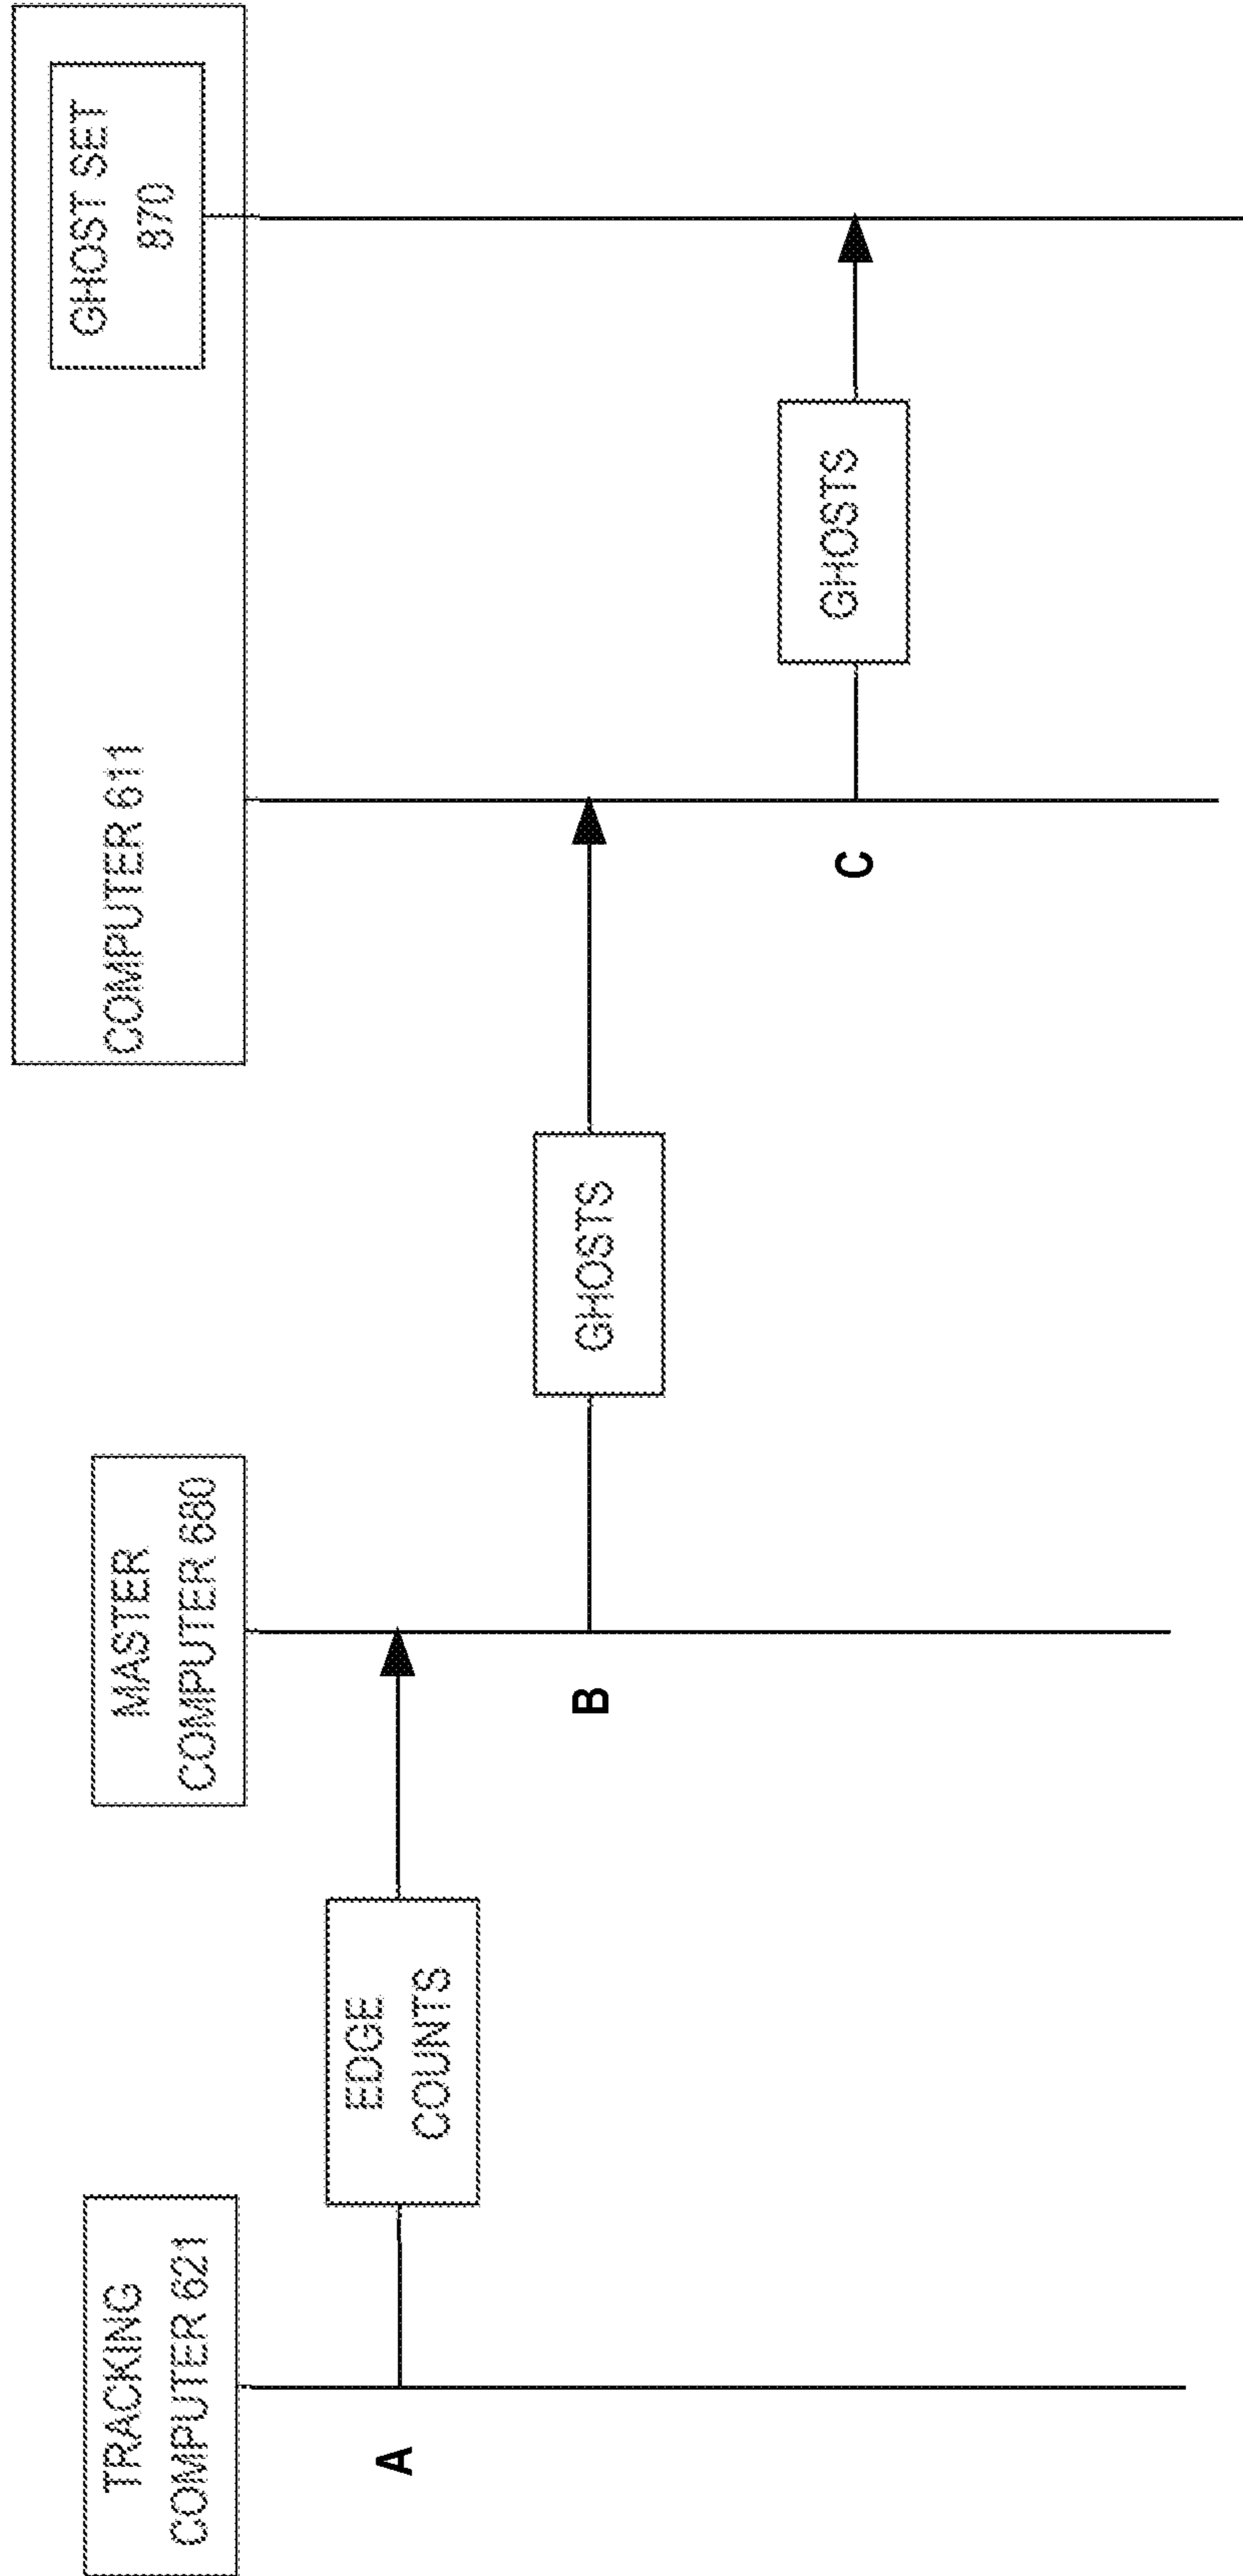 TRACKING
COMPUTER 621
MASTER
COMPUTER 680
COMPUTER 611
GHOST SET
870
A
EDGE
COUNTS
B
GHOSTS
C
GHOSTS